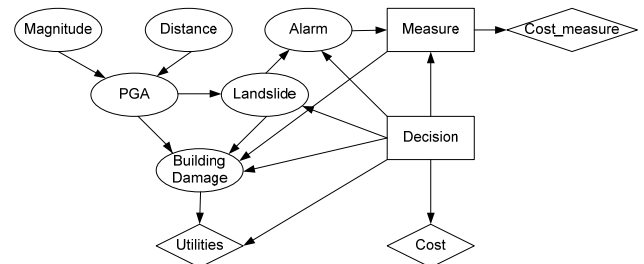 Magnitude
Distance
Alarm
Measure
Cost_measure
PGA
Landslide
Decision
Building
Damage
Utilities
Cost